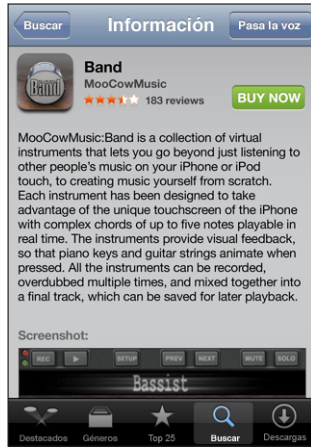 Buscar
Información
Pasa la voz
Band
Band
MooCowMusic
183 reviews
BUY NOW
MooCowMusic:Band is a collection of virtual
instruments that lets you go beyond just listening to
other people's music on your iPhone or iPod
touch, to creating music yourself from scratch.
Each instrument has been designed to take
advantage of the unique touchscreen of the iPhone
with complex chords of up to five notes playable in
real time. The instruments provide visual feedback,
so that piano keys and guitar strings animate when
pressed. All the instruments can be recorded,
overdubbed multiple times, and mixed together into
a final track, which can be saved for later playback.
Screenshot:
REC SETUP PREV NEXT MUTE SOLO
Bassist
Destacados Géneros Top 25 Buscar Descargas